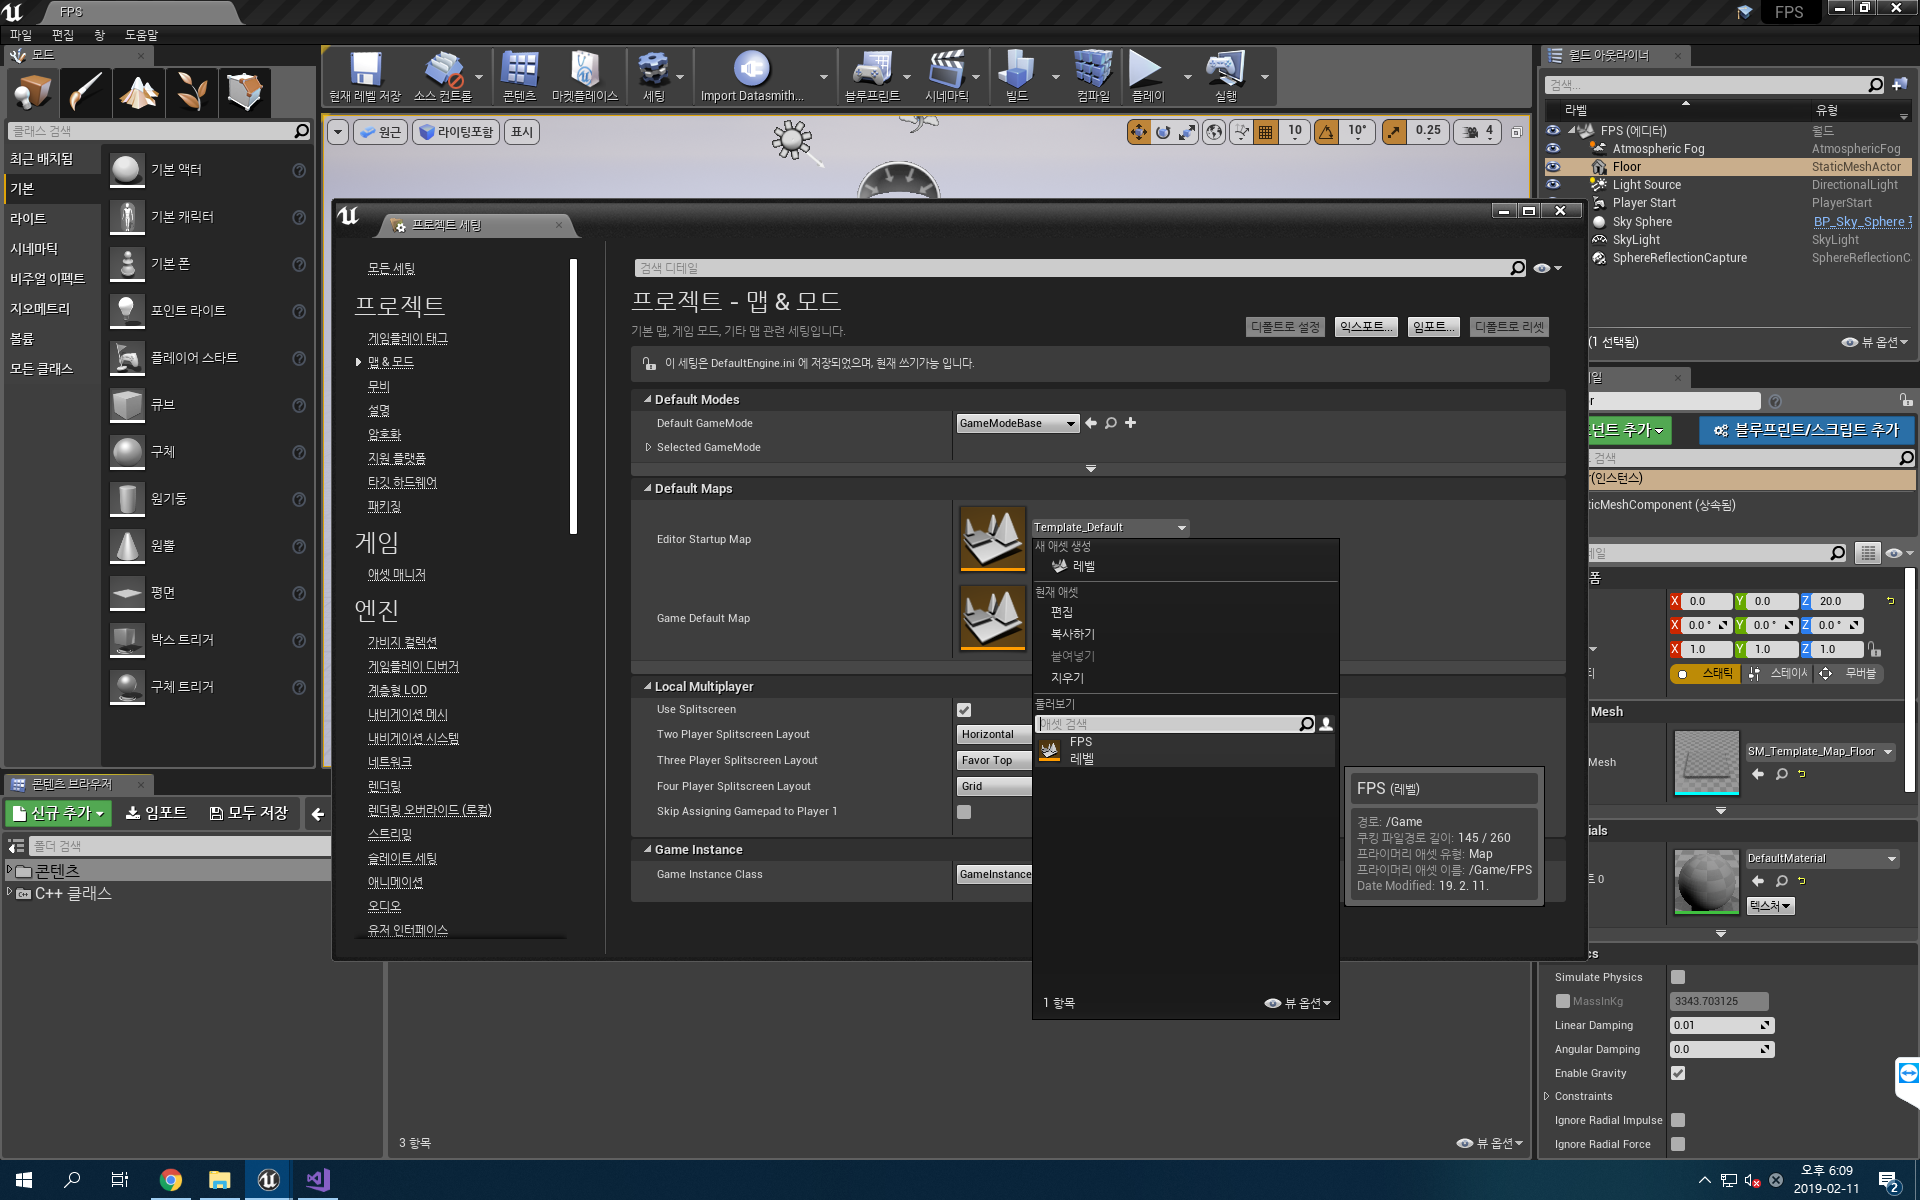 FPS
FPS
파일 편집 창 도움말
모드
현재 레벨 저장
소스 컨트롤
콘텐츠
마켓플레이스
세팅
Import Datasmith...
블루프린트
시네마틱
빌드
컴파일
플레이
실행
클래스 검색
최근 배치됨
기본
라이트
시네마틱
비주얼 이펙트
지오메트리
볼륨
모든 클래스
기본 액터
기본 캐릭터
기본 폰
포인트 라이트
플레이어 스타트
큐브
구체
원기둥
원뿔
평면
박스 트리거
구체 트리거
원근 라이팅포함 표시
10 10° 0.25 4
월드 아웃라이너
검색...
라벨 유형
FPS (에디터) 월드
Atmospheric Fog AtmosphericFog
Floor StaticMeshActor
Light Source DirectionalLight
Player Start PlayerStart
Sky Sphere BP_Sky_Sphere
SkyLight SkyLight
SphereReflectionCapture SphereReflectionC
(1 선택됨) 뷰 옵션
프로젝트 세팅
모든 세팅
프로젝트
게임플레이 태그
맵 & 모드
무비
설명
암호화
지원 플랫폼
타깃 하드웨어
패키징
게임
애셋 매니저
엔진
가비지 컬렉션
게임플레이 디버거
계층형 LOD
내비게이션 메시
내비게이션 시스템
네트워크
렌더링
렌더링 오버라이드 (로컬)
스트리밍
슬레이트 세팅
애니메이션
오디오
유저 인터페이스
검색 디테일
프로젝트 - 맵 & 모드
기본 맵, 게임 모드, 기타 맵 관련 세팅입니다.
디폴트로 설정 익스포트... 임포트... 디폴트로 리셋
이 세팅은 DefaultEngine.ini 에 저장되었으며, 현재 쓰기가능 입니다.
Default Modes
Default GameMode GameModeBase
Selected GameMode
Default Maps
Editor Startup Map Template_Default
Game Default Map
Local Multiplayer
Use Splitscreen
Two Player Splitscreen Layout Horizontal
Three Player Splitscreen Layout Favor Top
Four Player Splitscreen Layout Grid
Skip Assigning Gamepad to Player 1
Game Instance
Game Instance Class GameInstance
새 애셋 생성
레벨
현재 애셋
편집
복사하기
붙여넣기
지우기
둘러보기
애셋 검색
FPS
레벨
1 항목 뷰 옵션
FPS (레벨)
경로: /Game
쿠킹 파일경로 길이: 145 / 260
프라이머리 애셋 유형: Map
프라이머리 애셋 이름: /Game/FPS
Date Modified: 19. 2. 11.
일
r
넌트 추가 블루프린트/스크립트 추가
검색
r(인스턴스)
ticMeshComponent (상속됨)
테일
폼
X 0.0 Y 0.0 Z 20.0
X 0.0 ° Y 0.0 ° Z 0.0 °
X 1.0 Y 1.0 Z 1.0
티 스태틱 스테이셔 무버블
Mesh
Mesh SM_Template_Map_Floor
ials
트 0 DefaultMaterial
텍스처
cs
Simulate Physics
MassInKg 3343.703125
Linear Damping 0.01
Angular Damping 0.0
Enable Gravity
Constraints
Ignore Radial Impulse
Ignore Radial Force
콘텐츠 브라우저
신규 추가 임포트 모두 저장
폴더 검색
콘텐츠
C++ 클래스
3 항목 뷰 옵션
오후 6:09
2019-02-11
2